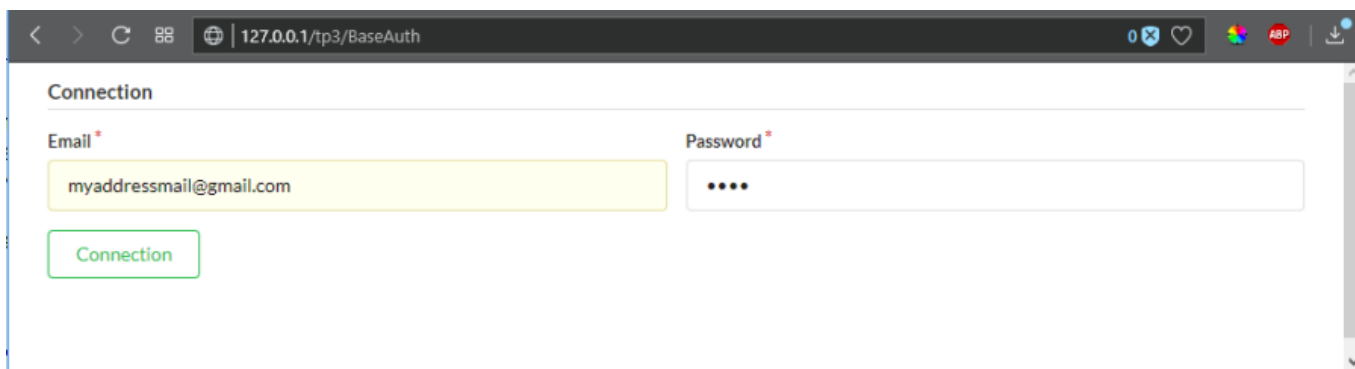 127.0.0.1/tp3/BaseAuth 0 ABP
Connection
Email * Password *
myaddressmail@gmail.com ••••
Connection